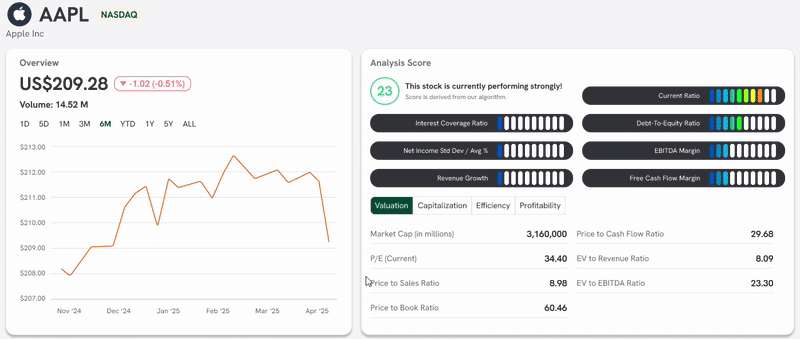 AAPL NASDAQ
Apple Inc
Overview
US$209.28 ▼ -1.02 (-0.51%)
Volume: 14.52 M
1D 5D 1M 3M 6M YTD 1Y 5Y ALL
$213.00
$212.00
$211.00
$210.00
$209.00
$208.00
$207.00
Nov '24 Dec '24 Jan '25 Feb '25 Mar '25 Apr '25
Analysis Score
23
This stock is currently performing strongly!
Score is derived from our algorithm.
Current Ratio
Interest Coverage Ratio
Debt-To-Equity Ratio
Net Income Std Dev / Avg %
EBITDA Margin
Revenue Growth
Free Cash Flow Margin
Valuation Capitalization Efficiency Profitability
Market Cap (in millions) 3,160,000
Price to Cash Flow Ratio 29.68
P/E (Current) 34.40
EV to Revenue Ratio 8.09
Price to Sales Ratio 8.98
EV to EBITDA Ratio 23.30
Price to Book Ratio 60.46